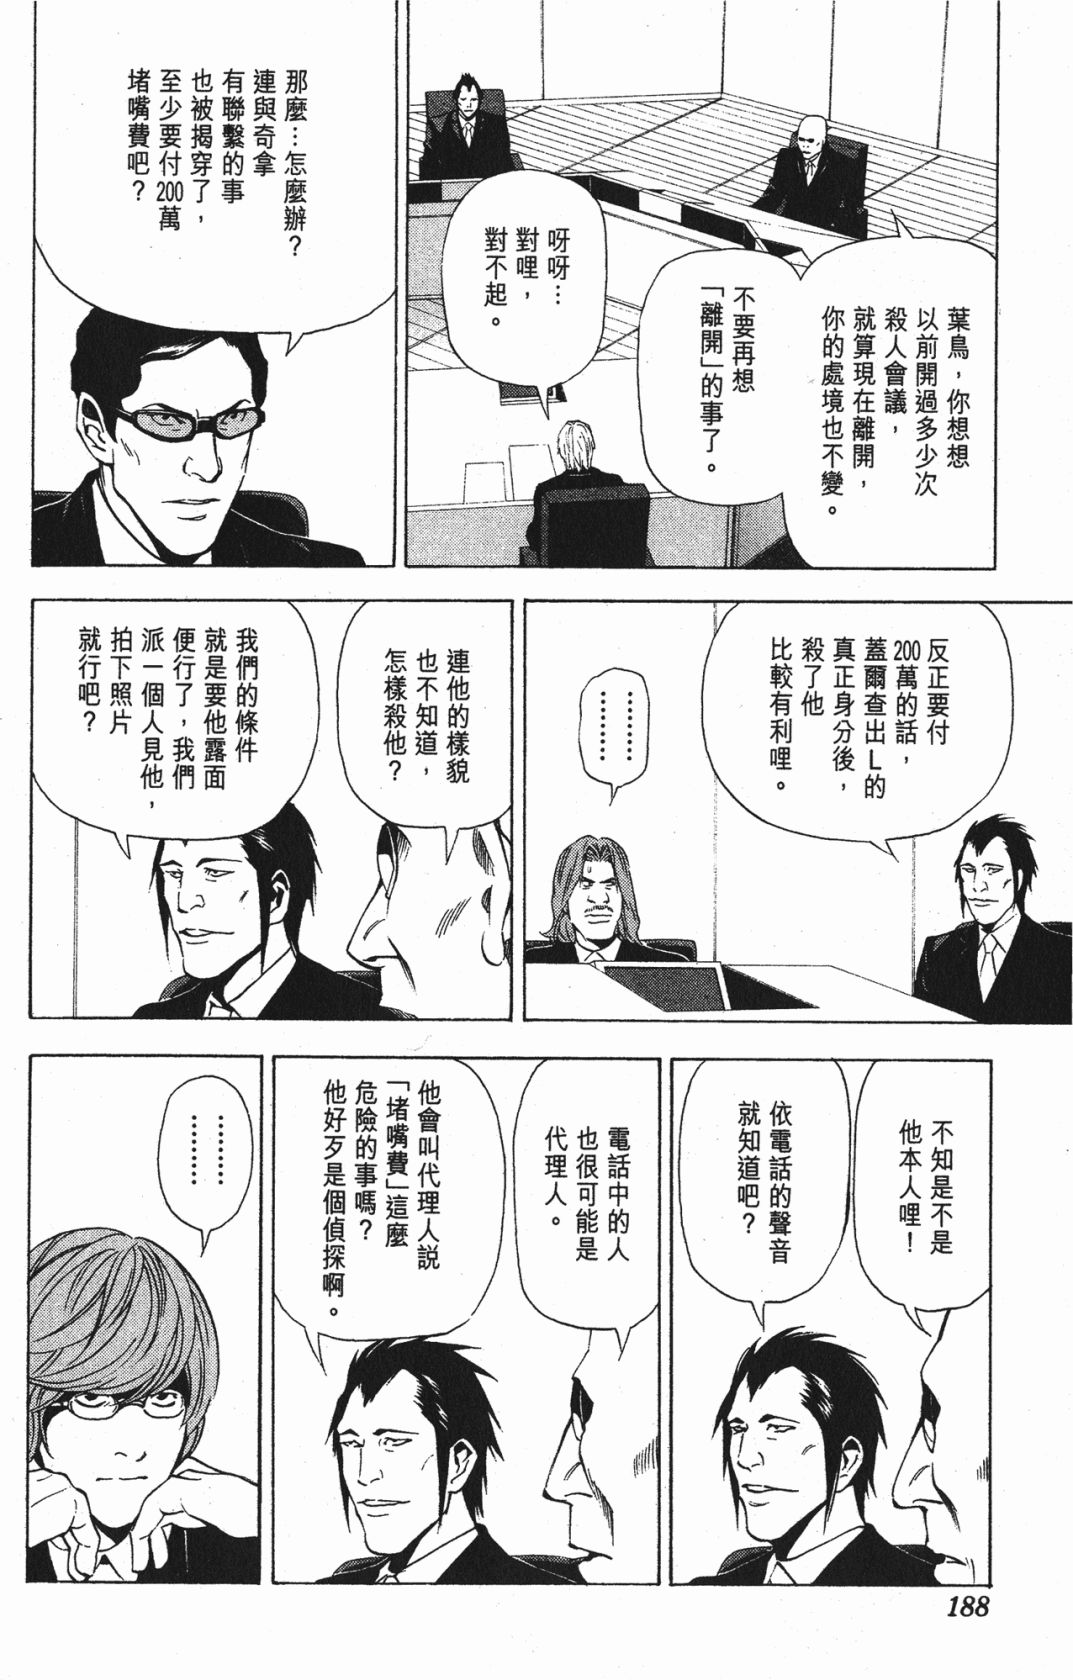 葉鳥，你想想
以前開過多少次
殺人會議，
就算現在離開，
你的處境也不變。
不要再想
「離開」的事了。
呀呀…
對哩，
對不起。
那麼…怎麼辦？
連與奇拿
有聯繫的事
也被揭穿了，
至少要付200萬
堵嘴費吧？
反正要付
200萬的話，
蓋爾查出L的
真正身分後，
殺了他
比較有利哩。
………
連他的樣貌
也不知道，
怎樣殺他？
我們的條件
就是要他露面
便行了，我們
派一個人見他，
拍下照片
就行吧？
不知是不是
他本人哩！
依電話的聲音
就知道吧？
電話中的人
也很可能是
代理人。
他會叫代理人說
「堵嘴費」這麼
危險的事嗎？
他好歹是個偵探啊。
………
188